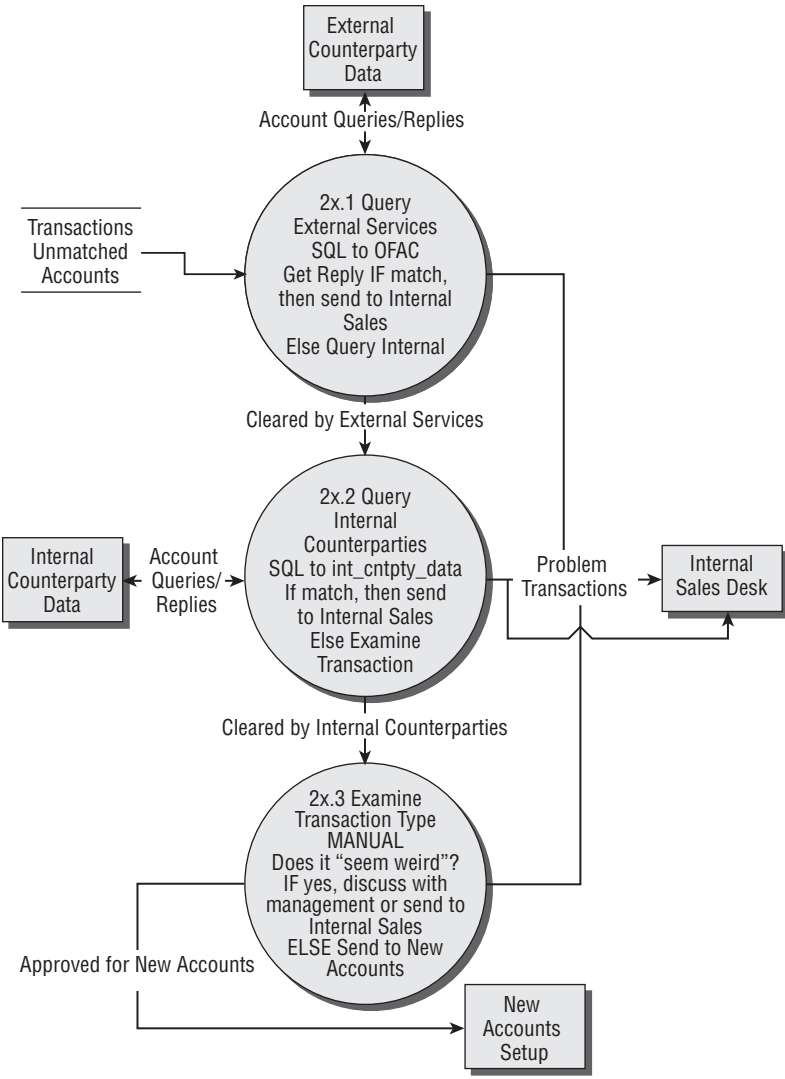 External
Counterparty
Data
Account Queries/Replies
Transactions
Unmatched
Accounts
2x.1 Query
External Services
SQL to OFAC
Get Reply IF match,
then send to Internal
Sales
Else Query Internal
Cleared by External Services
Internal
Counterparty
Data
Account
Queries/
Replies
2x.2 Query
Internal
Counterparties
SQL to int_cntpty_data
If match, then send
to Internal Sales
Else Examine
Transaction
Problem
Transactions
Internal
Sales Desk
Cleared by Internal Counterparties
2x.3 Examine
Transaction Type
MANUAL
Does it “seem weird”?
IF yes, discuss with
management or send to
Internal Sales
ELSE Send to New
Accounts
Approved for New Accounts
New
Accounts
Setup